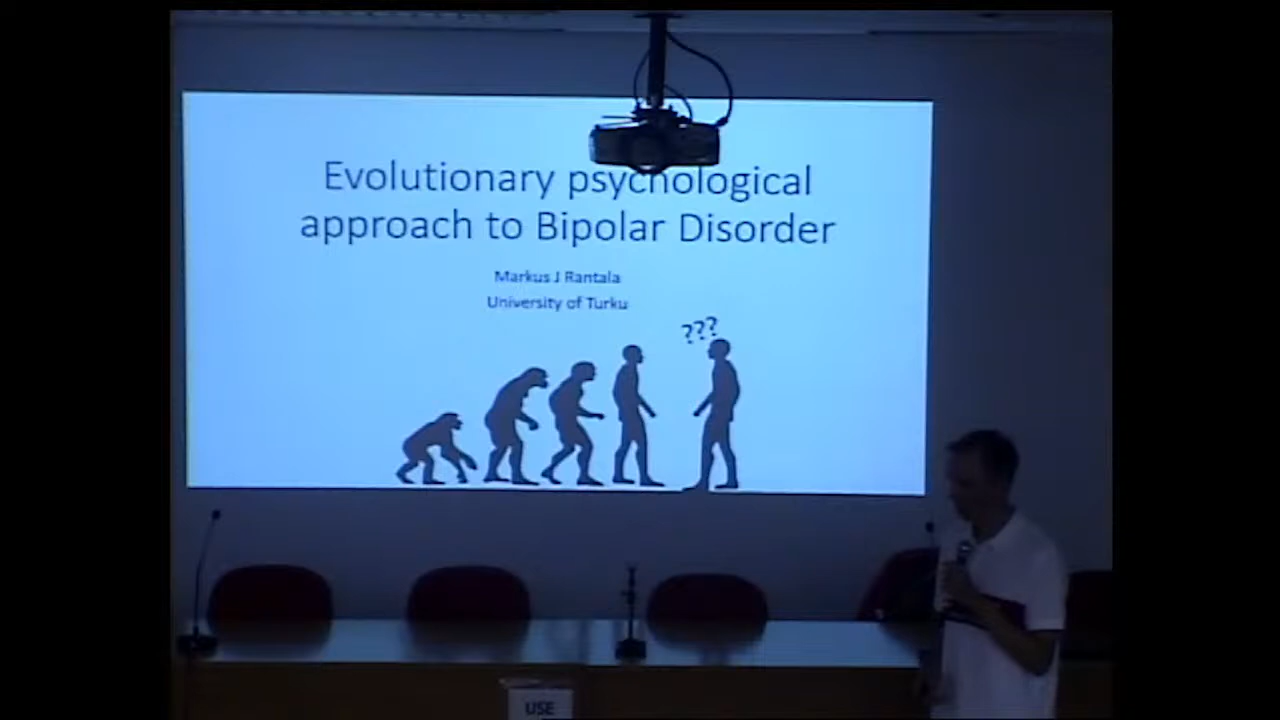 Evolutionary psychological
approach to Bipolar Disorder
Markus J Rantala
University of Turku
???
USE